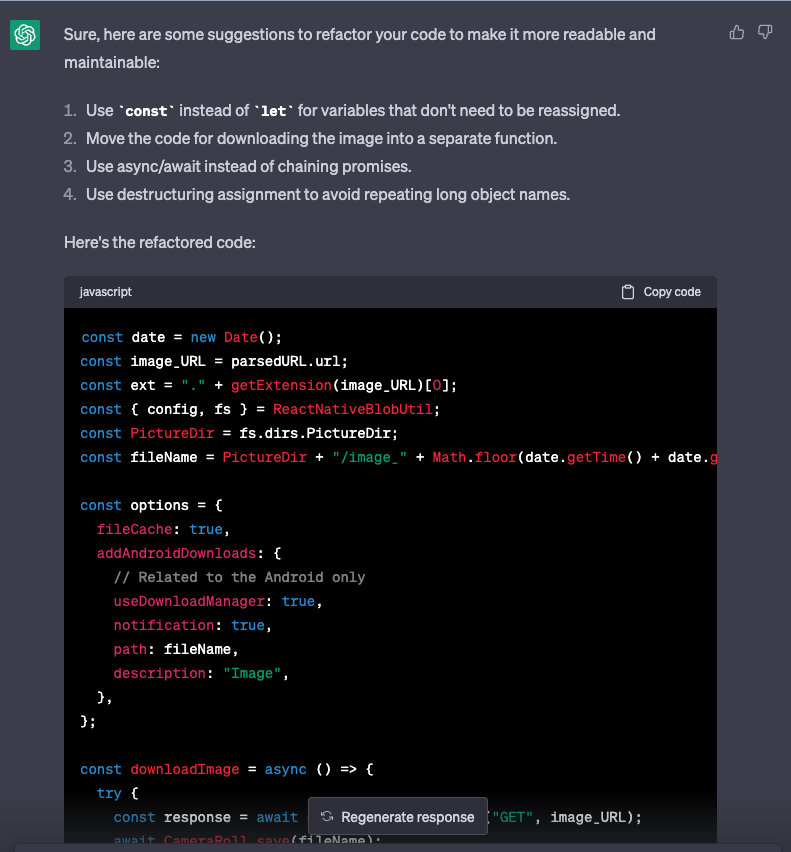 Sure, here are some suggestions to refactor your code to make it more readable and
maintainable:
1. Use `const` instead of `let` for variables that don't need to be reassigned.
2. Move the code for downloading the image into a separate function.
3. Use async/await instead of chaining promises.
4. Use destructuring assignment to avoid repeating long object names.
Here's the refactored code:
javascript Copy code
const date = new Date();
const image_URL = parsedURL.url;
const ext = "." + getExtension(image_URL)[0];
const { config, fs } = ReactNativeBlobUtil;
const PictureDir = fs.dirs.PictureDir;
const fileName = PictureDir + "/image_" + Math.floor(date.getTime() + date.g
const options = {
  fileCache: true,
  addAndroidDownloads: {
    // Related to the Android only
    useDownloadManager: true,
    notification: true,
    path: fileName,
    description: "Image",
  },
};
const downloadImage = async () => {
  try {
    const response = await ("GET", image_URL);
Regenerate response
    await CameraRoll.save(fileName);